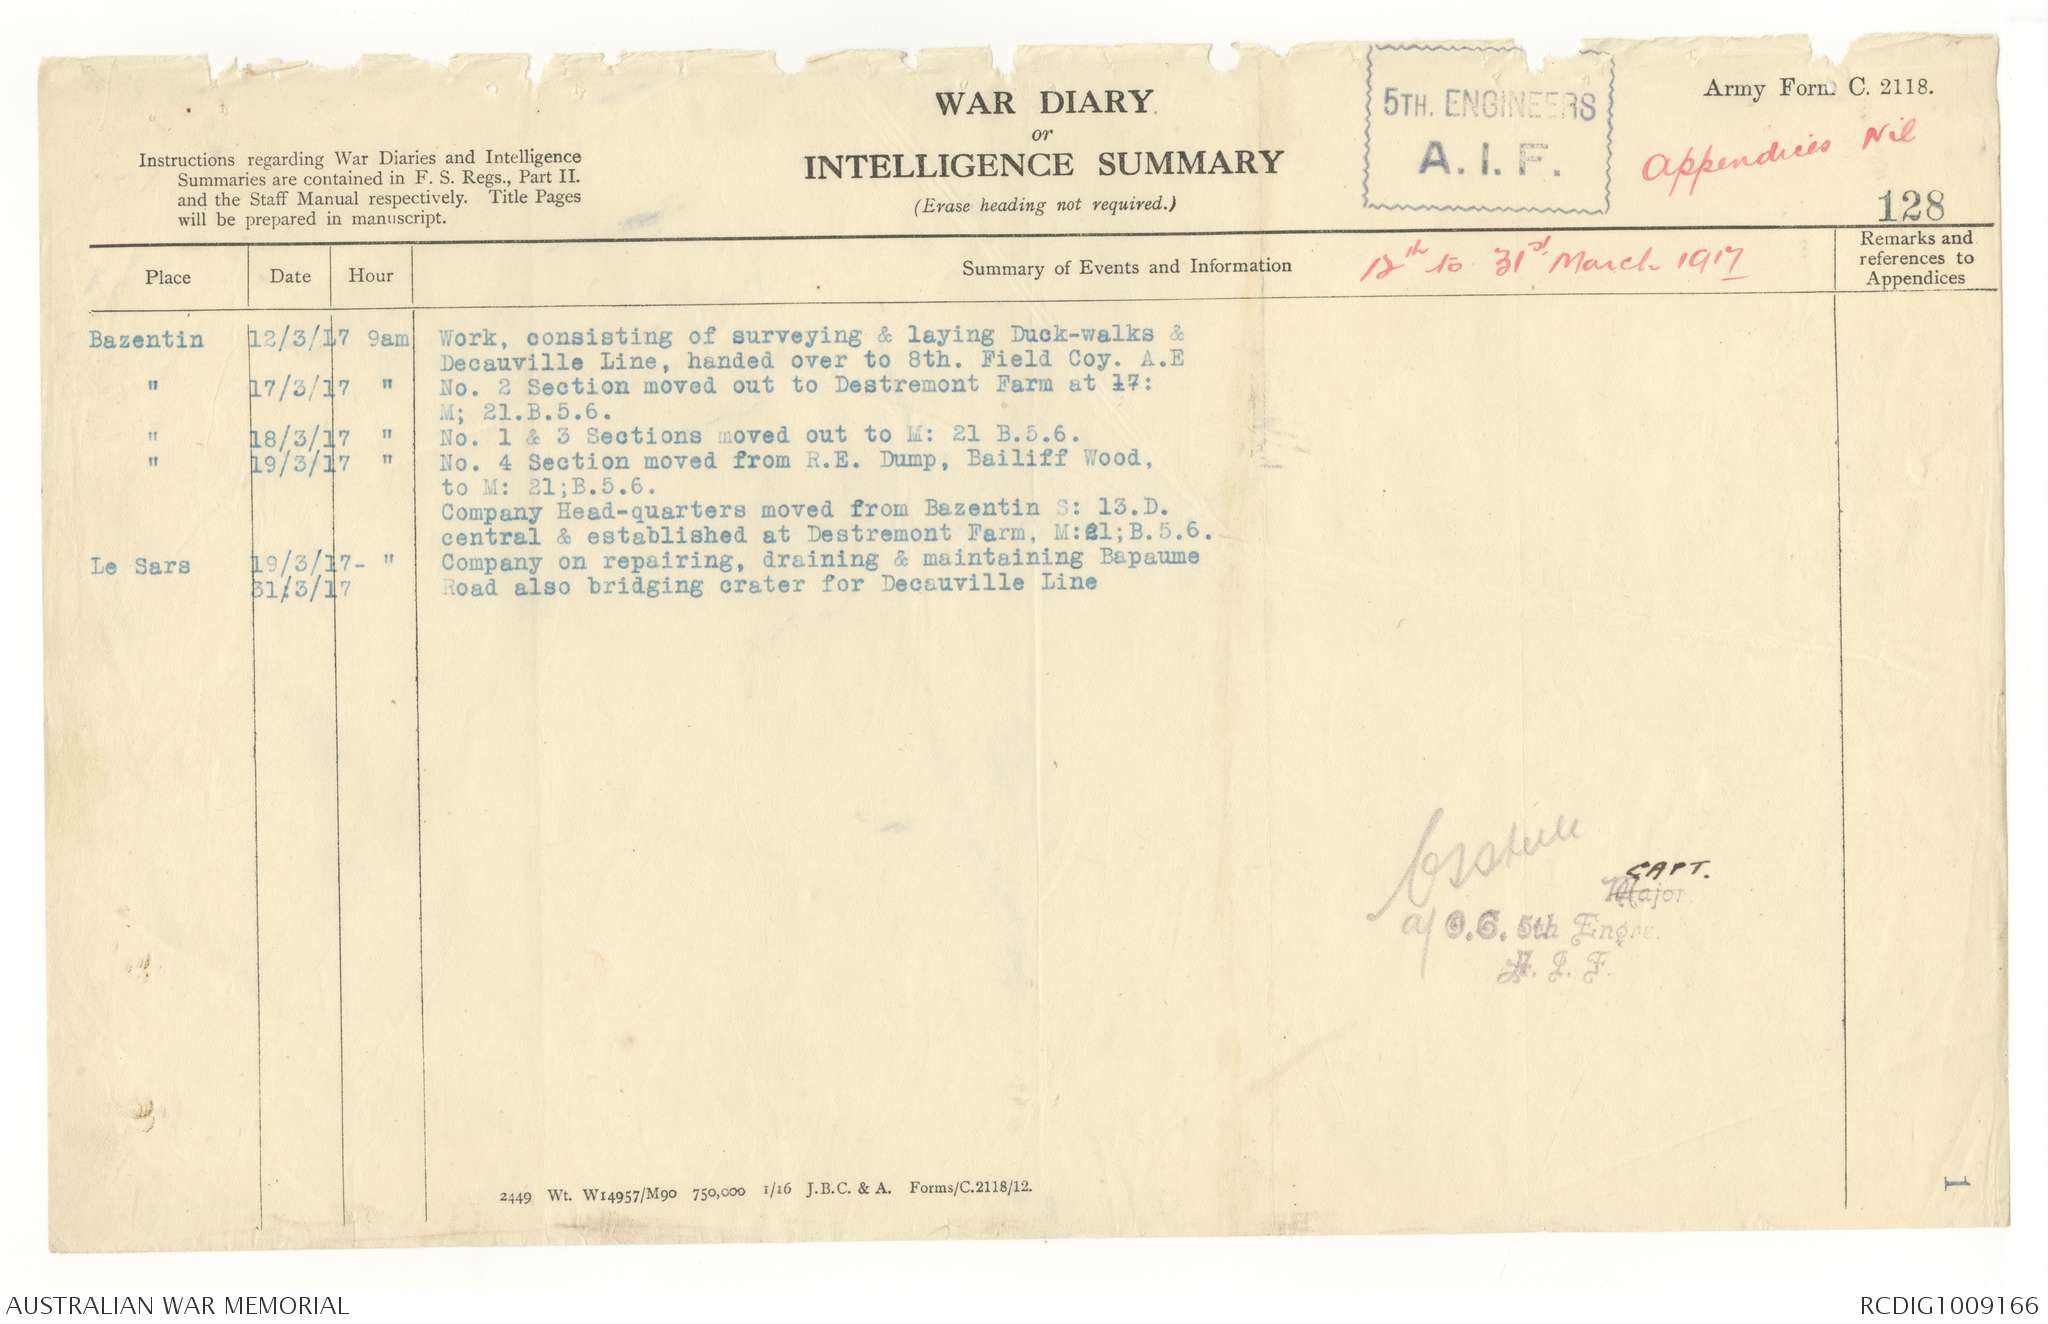 5TH. ENGINEERS
A. I. F.
Army Form C. 2118.
WAR DIARY
or
INTELLIGENCE SUMMARY
(Erase heading not required.)
Appendices Nil
128
Instructions regarding War Diaries and Intelligence
Summaries are contained in F. S. Regs., Part II.
and the Staff Manual respectively. Title Pages
will be prepared in manuscript.
Place Date Hour Summary of Events and Information 12th to 31st March 1917 Remarks and
references to
Appendices
Bazentin 12/3/17 9am Work, consisting of surveying & laying Duck-walks &
Decauville Line, handed over to 8th. Field Coy. A.E
" 17/3/17 " No. 2 Section moved out to Destremont Farm at 17:
M; 21.B.5.6.
" 18/3/17 " No. 1 & 3 Sections moved out to M: 21 B.5.6.
" 19/3/17 " No. 4 Section moved from R.E. Dump, Bailiff Wood,
to M: 21;B.5.6.
Company Head-quarters moved from Bazentin S: 13.D.
central & established at Destremont Farm, M:21;B.5.6.
Le Sars 19/3/17- " Company on repairing, draining & maintaining Bapaume
31/3/17 Road also bridging crater for Decauville Line
CAPT.
Major
a/ O.C. 5th Engrs.
A. I. F.
1
2449 Wt. W14957/M90 750,000 1/16 J.B.C. & A. Forms/C.2118/12.
AUSTRALIAN WAR MEMORIAL
RCDIG1009166